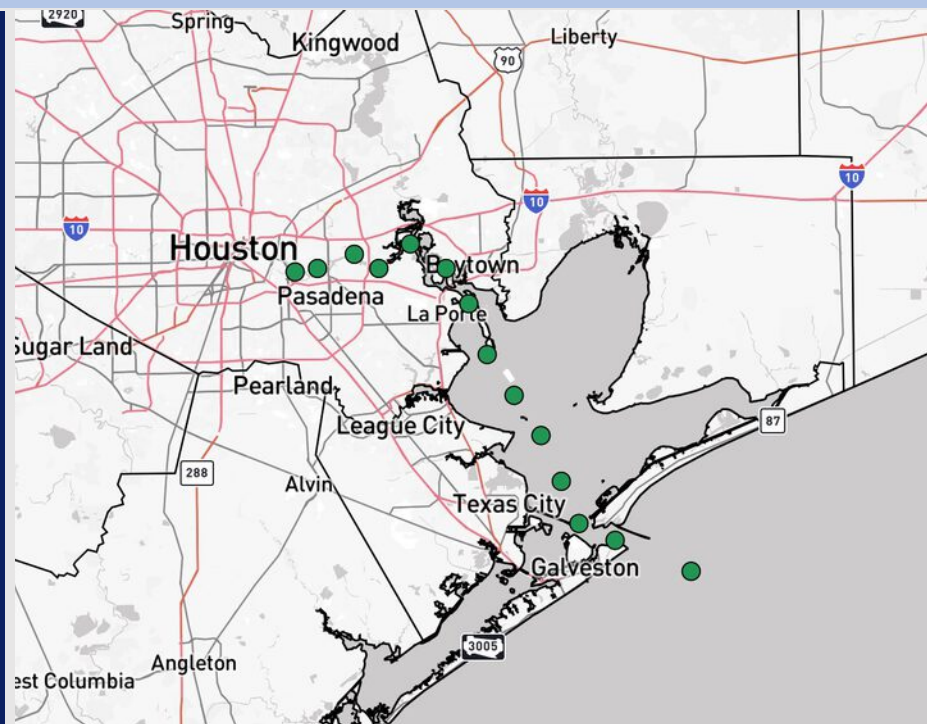 2920
Spring
Kingwood
Liberty
90
10
10
10
Houston
Baytown
Pasadena
La Porte
Sugar Land
Pearland
League City
87
288
Alvin
Texas City
Galveston
3005
Angleton
est Columbia